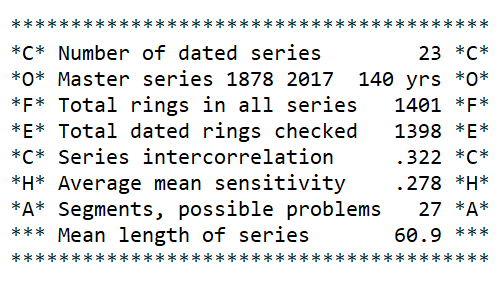 *****************************************
*C* Number of dated series        23 *C*
*O* Master series 1878 2017  140 yrs *O*
*F* Total rings in all series   1401 *F*
*E* Total dated rings checked   1398 *E*
*C* Series intercorrelation     .322 *C*
*H* Average mean sensitivity    .278 *H*
*A* Segments, possible problems   27 *A*
*** Mean length of series       60.9 ***
*****************************************